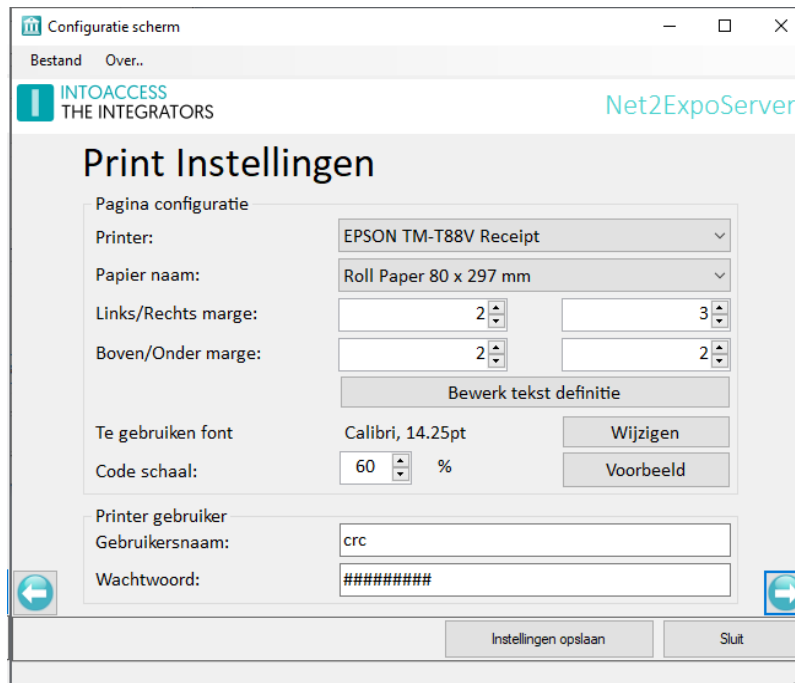 Configuratie scherm
Bestand Over..
INTOACCESS
THE INTEGRATORS
Net2ExpoServer
Print Instellingen
Pagina configuratie
Printer: EPSON TM-T88V Receipt
Papier naam: Roll Paper 80 x 297 mm
Links/Rechts marge: 2 3
Boven/Onder marge: 2 2
Bewerk tekst definitie
Te gebruiken font Calibri, 14.25pt Wijzigen
Code schaal: 60 % Voorbeeld
Printer gebruiker
Gebruikersnaam: crc
Wachtwoord: #########
Instellingen opslaan Sluit